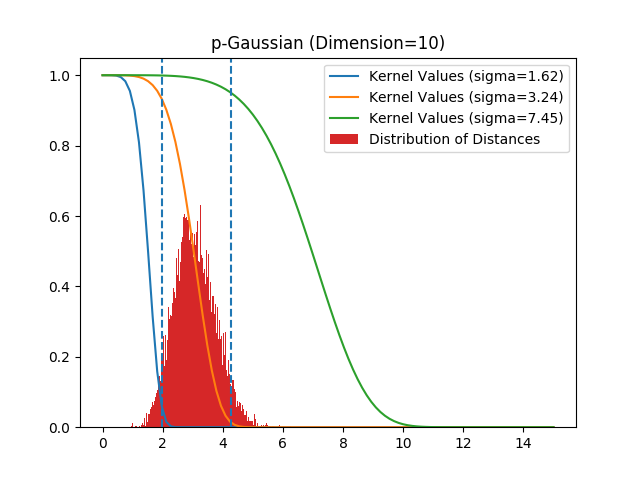 p-Gaussian (Dimension=10)
Kernel Values (sigma=1.62)
Kernel Values (sigma=3.24)
Kernel Values (sigma=7.45)
Distribution of Distances
1.0
0.8
0.6
0.4
0.2
0.0
0 2 4 6 8 10 12 14